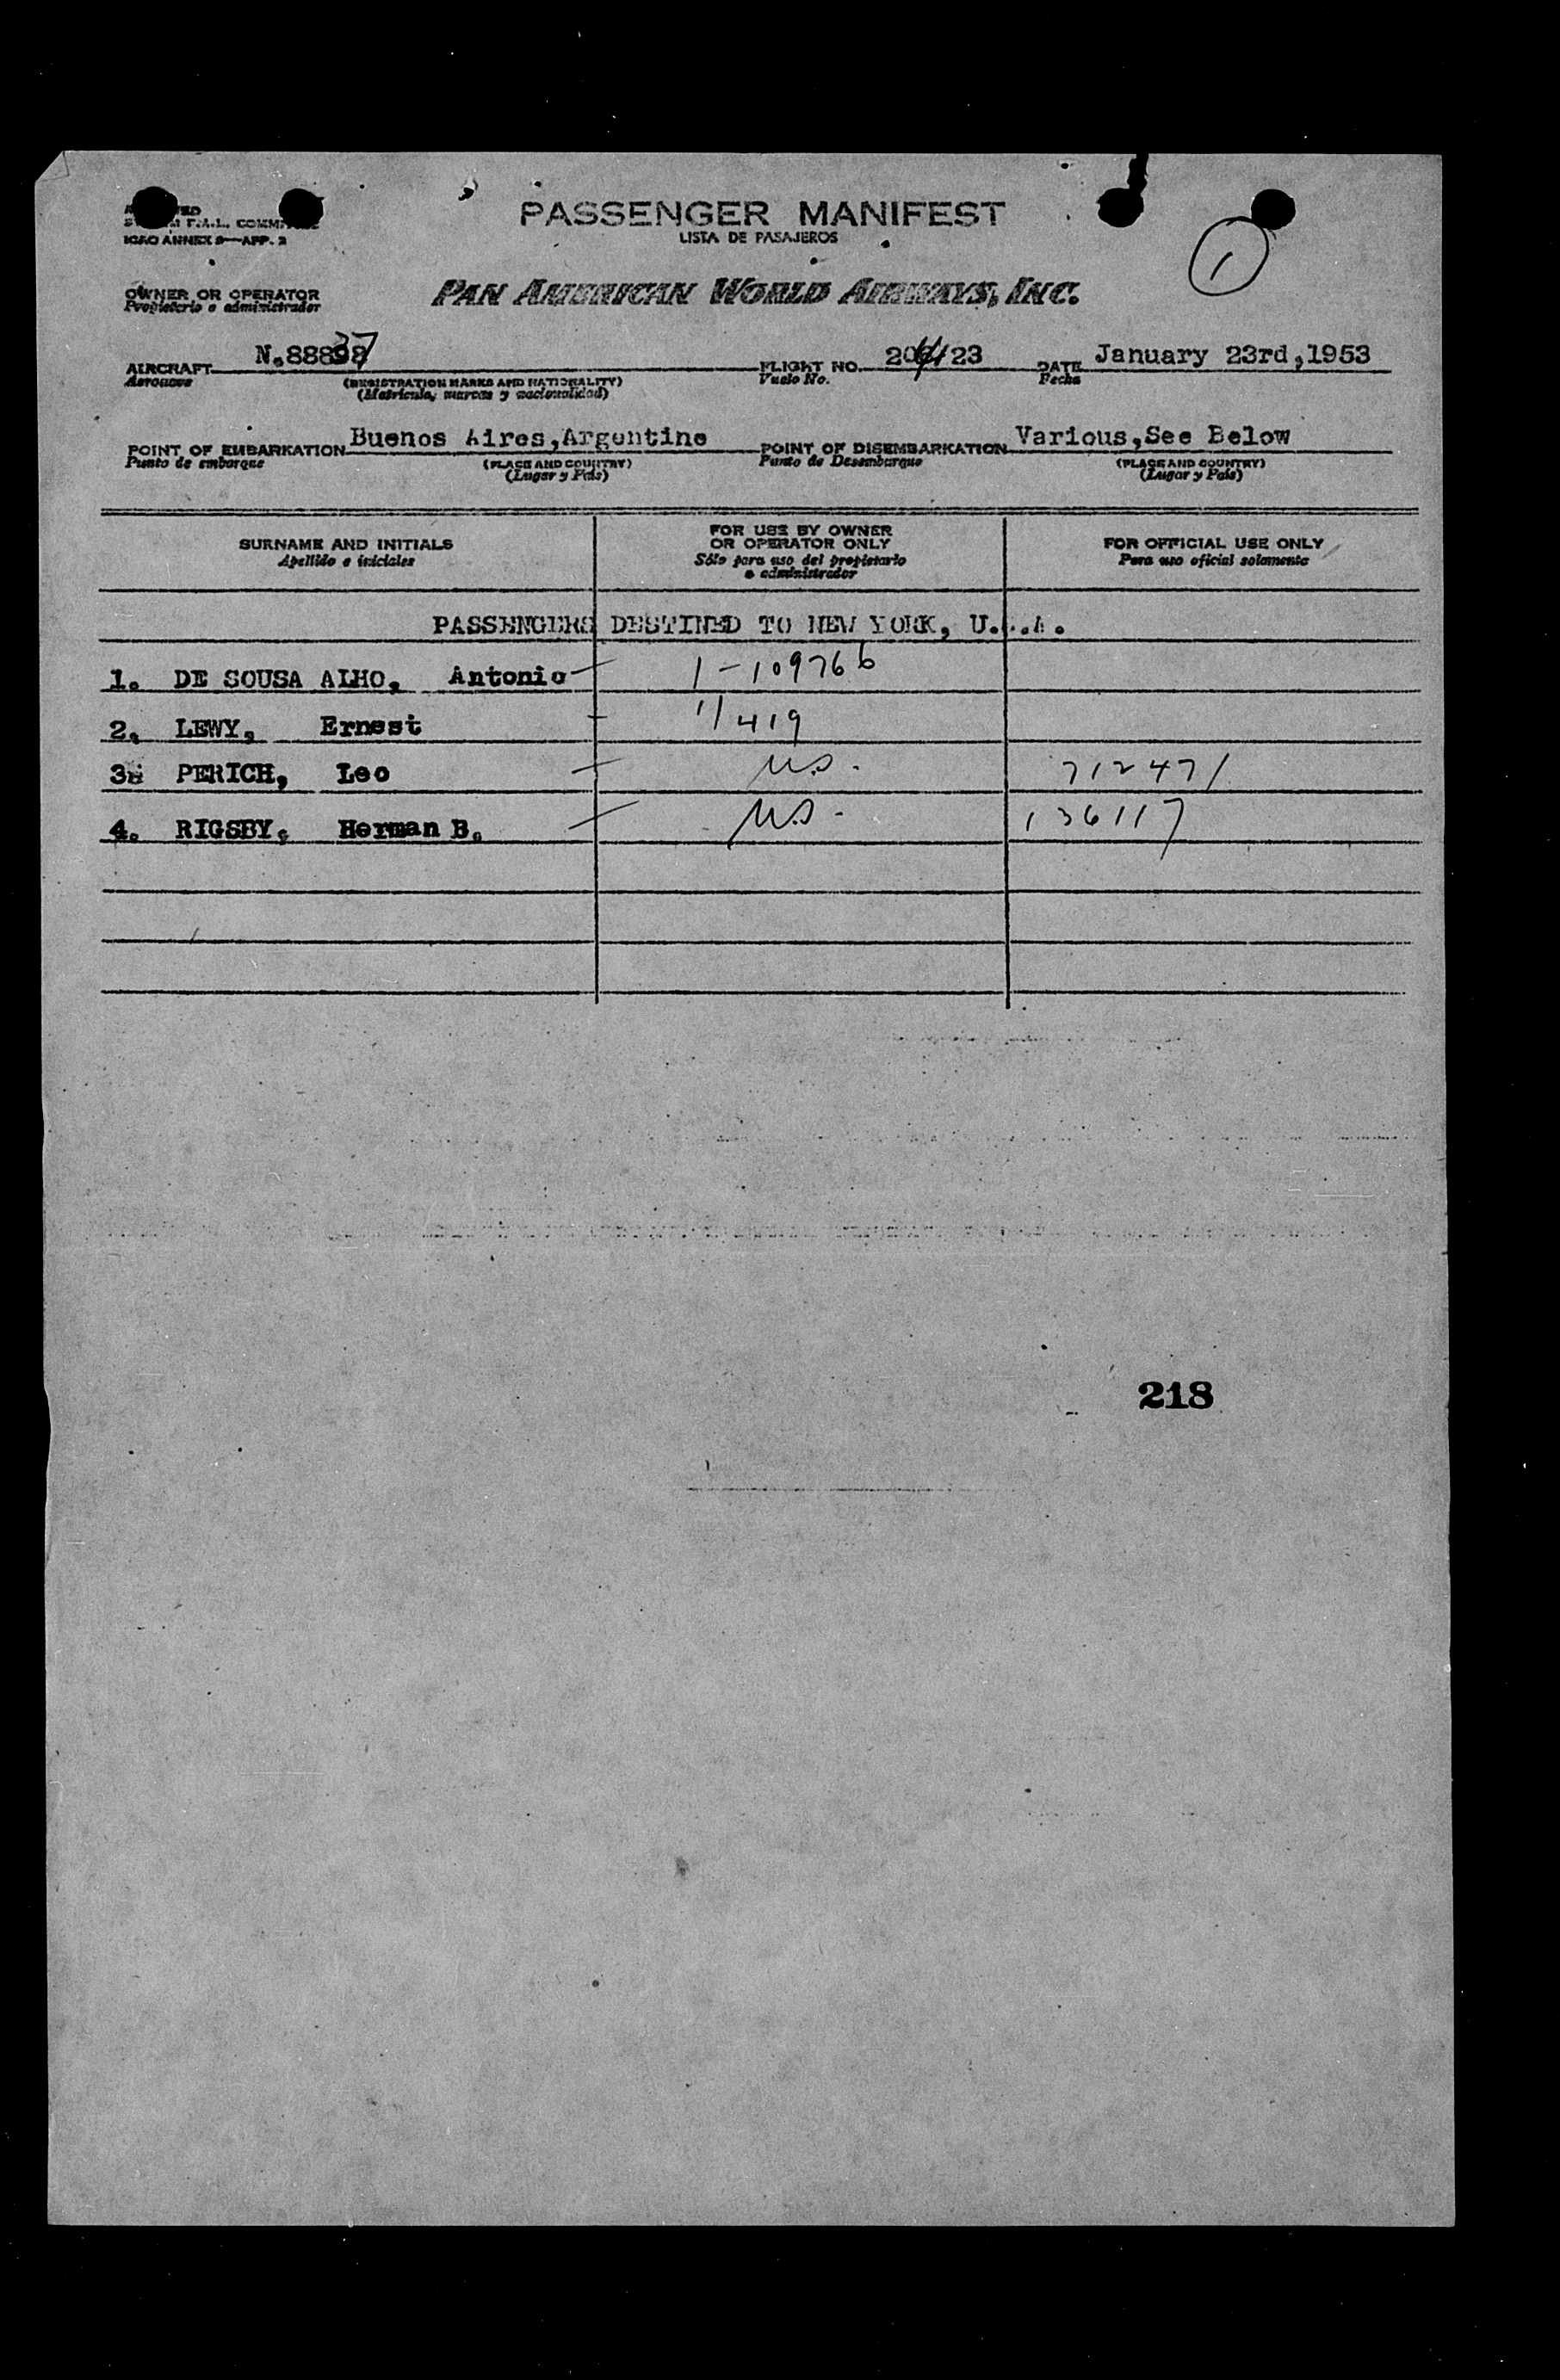 PASSENGER MANIFEST
LISTA DE PASAJEROS
1
F.A.L.
ICAO ANNEX 9—APP. 2
OWNER OR OPERATOR
Propietario o administrador
PAN AMERICAN WORLD AIRWAYS, INC.
AIRCRAFT N.88837 FLIGHT NO. 204/23 DATE January 23rd,1953
Aeronave (REGISTRATION MARKS AND NATIONALITY) Vuelo No. Fecha
(Matrícula, marcas y nacionalidad)
POINT OF EMBARKATION Buenos Aires,Argentine POINT OF DISEMBARKATION Various,See Below
Punto de embarque (PLACE AND COUNTRY) Punto de Desembarque (PLACE AND COUNTRY)
(Lugar y País) (Lugar y País)
SURNAME AND INITIALS
Apellido e iniciales
FOR USE BY OWNER
OR OPERATOR ONLY
Sólo para uso del propietario
o administrador
FOR OFFICIAL USE ONLY
Para uso oficial solamente
PASSENGERS DESTINED TO NEW YORK, U.S.A.
1. DE SOUSA ALHO, Antonio 1-109766
2. LEWY, Ernest 1/419
3. PERICH, Leo U.S. 712471
4. RIGSBY, Herman B. U.S. 136117
218